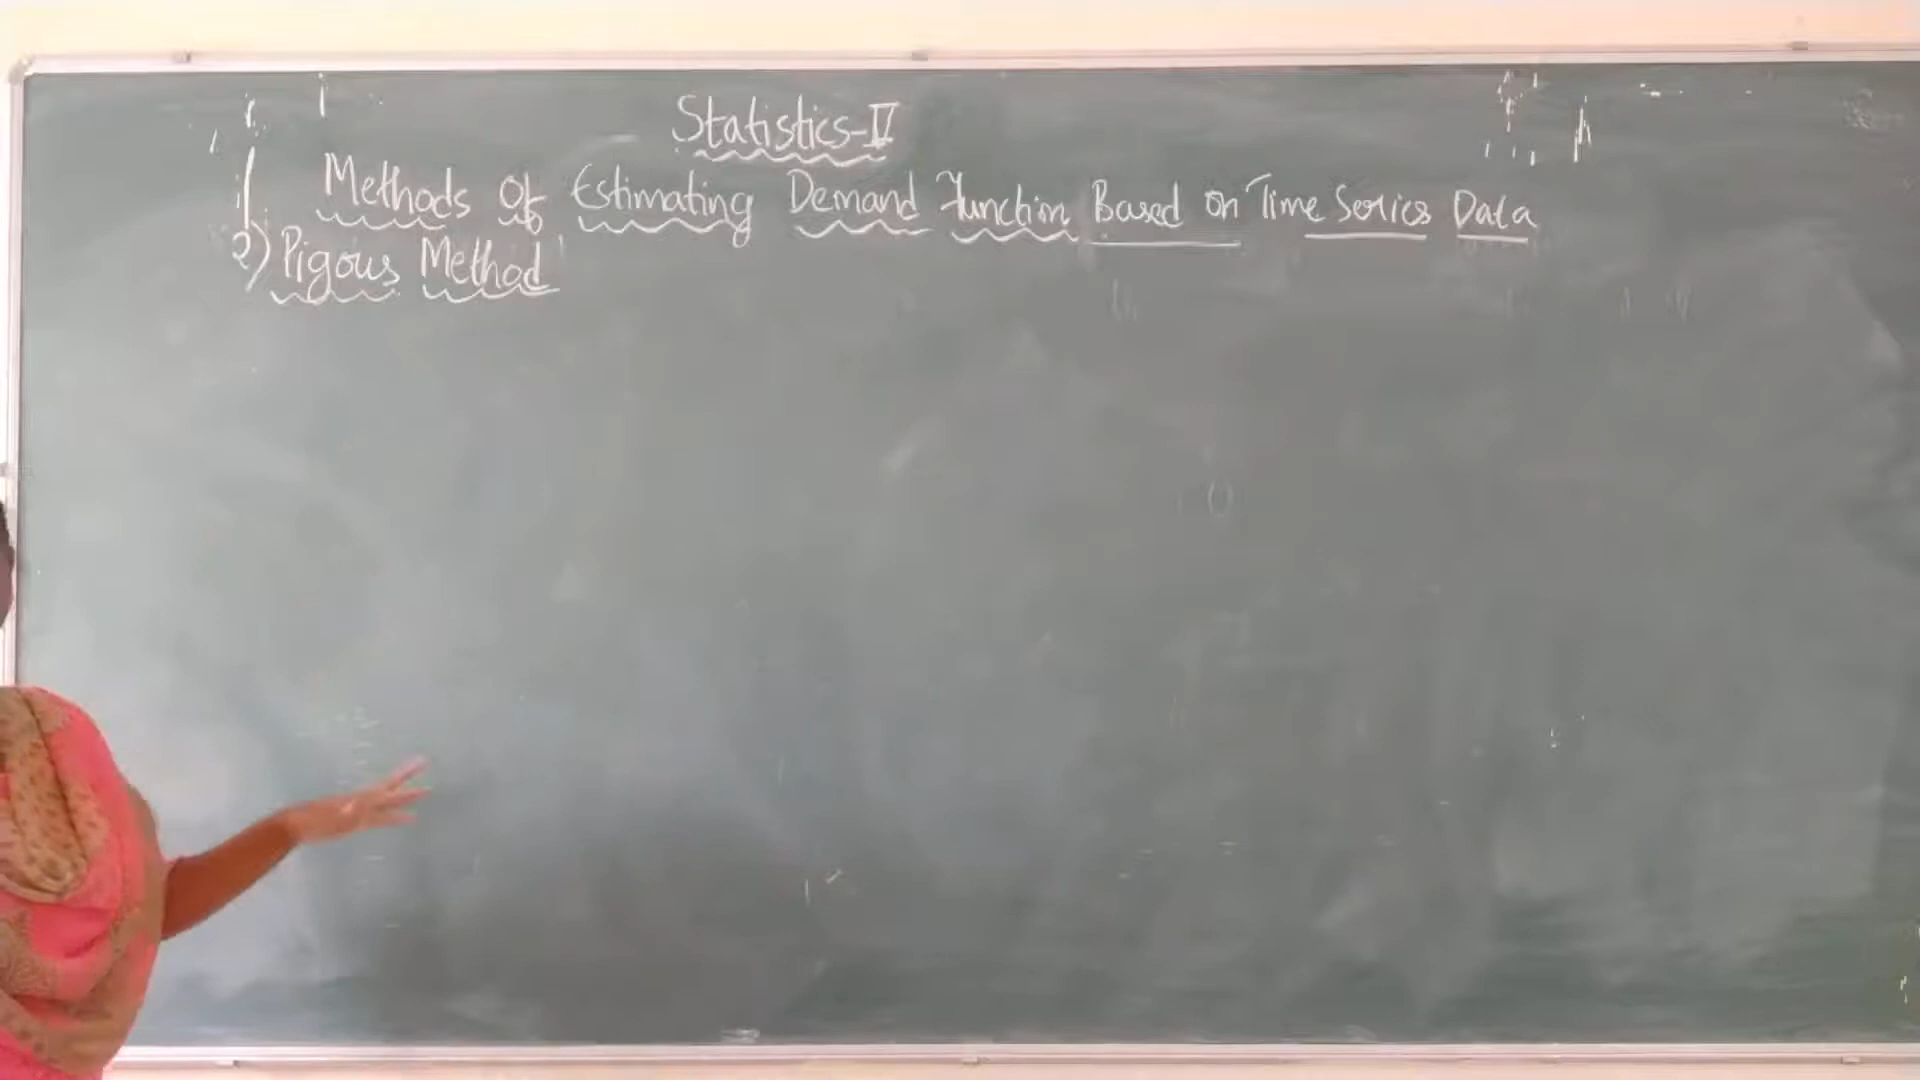 Statistics-IV
Methods Of Estimating Demand Function Based on Time Series Data
2) Pigous Method